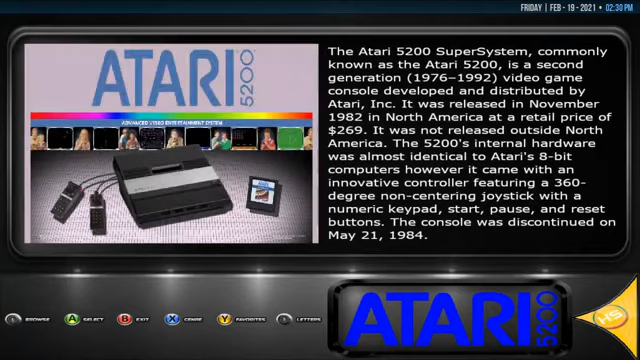 FRIDAY | FEB - 19 - 2021 | 02:30 PM
ATARI 5200
ADVANCED VIDEO ENTERTAINMENT SYSTEM
The Atari 5200 SuperSystem, commonly
known as the Atari 5200, is a second
generation (1976–1992) video game
console developed and distributed by
Atari, Inc. It was released in November
1982 in North America at a retail price of
$269. It was not released outside North
America. The 5200's internal hardware
was almost identical to Atari's 8-bit
computers however it came with an
innovative controller featuring a 360-
degree non-centering joystick with a
numeric keypad, start, pause, and reset
buttons. The console was discontinued on
May 21, 1984.
BROWSE A SELECT B EXIT X GENRE Y FAVORITES LETTERS
ATARI 5200
HS